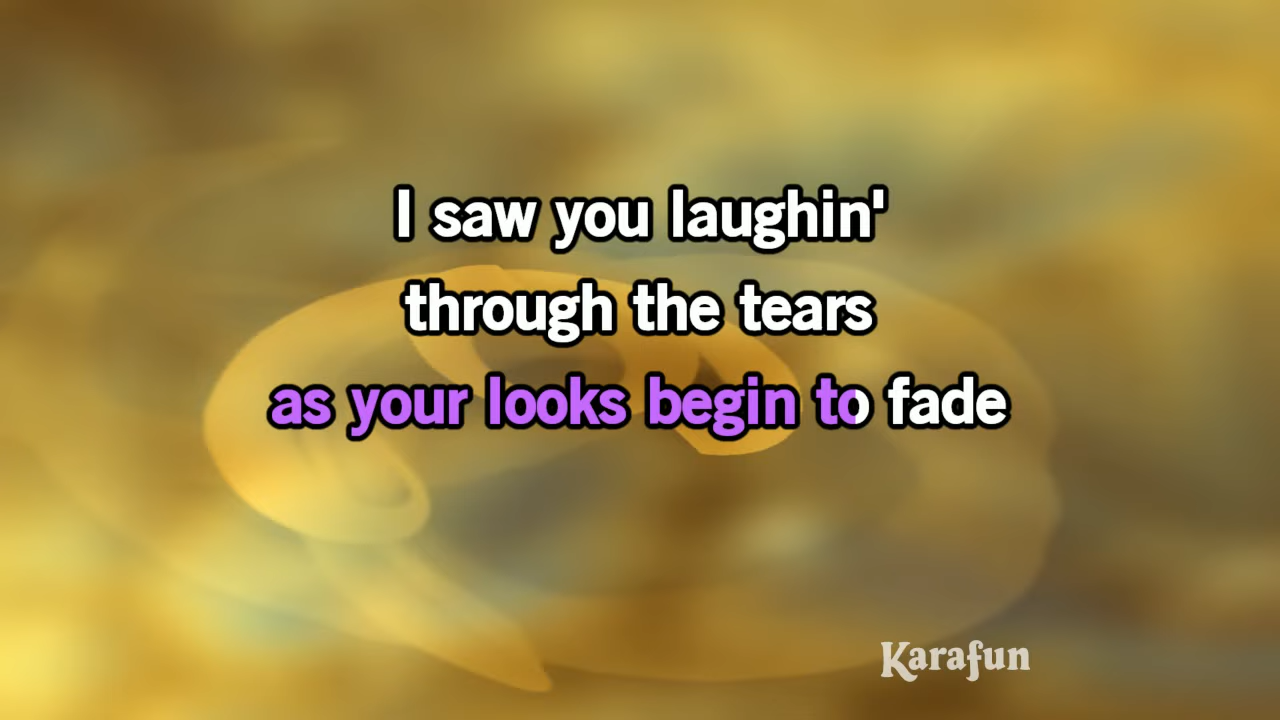 I saw you laughin'
through the tears
as your looks begin to fade
Karafun